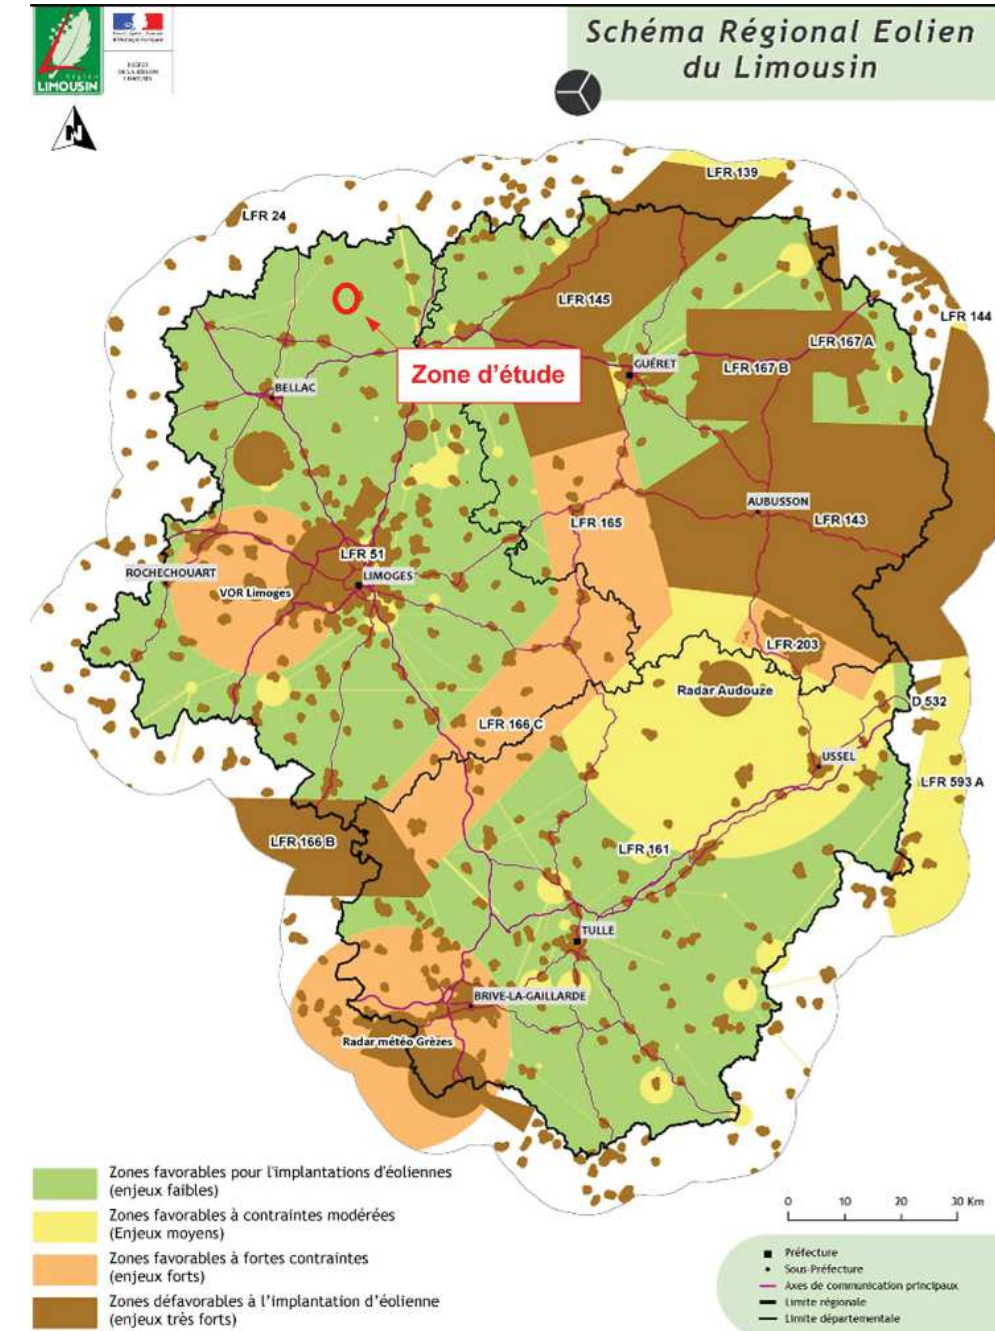 Schéma Régional Eolien
du Limousin
Région
LIMOUSIN
N
LFR 139
LFR 24
LFR 145
LFR 144
LFR 167 A
LFR 167 B
GUÉRET
Zone d'étude
BELLAC
AUBUSSON
LFR 165
LFR 143
LFR 51
ROCHECHOUART
LIMOGES
VOR Limoges
LFR 203
Radar Audouze
D 532
LFR 166 C
USSEL
LFR 593 A
LFR 166 B
LFR 161
TULLE
BRIVE-LA-GAILLARDE
Radar météo Grèzes
Zones favorables pour l'implantations d'éoliennes
(enjeux faibles)
Zones favorables à contraintes modérées
(Enjeux moyens)
Zones favorables à fortes contraintes
(enjeux forts)
Zones défavorables à l'implantation d'éolienne
(enjeux très forts)
0 10 20 30 Km
Préfecture
Sous-Préfecture
Axes de communication principaux
Limite régionale
Limite départementale